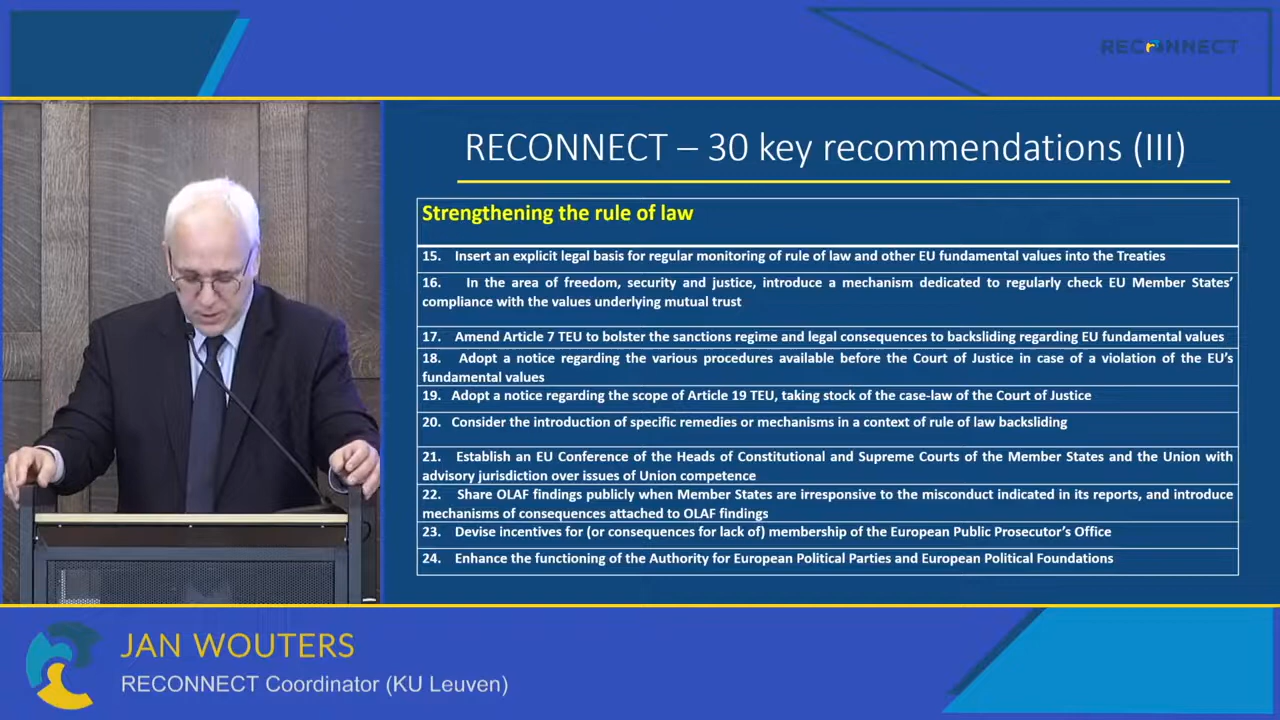 RECONNECT
RECONNECT – 30 key recommendations (III)
Strengthening the rule of law
15. Insert an explicit legal basis for regular monitoring of rule of law and other EU fundamental values into the Treaties
16. In the area of freedom, security and justice, introduce a mechanism dedicated to regularly check EU Member States’
compliance with the values underlying mutual trust
17. Amend Article 7 TEU to bolster the sanctions regime and legal consequences to backsliding regarding EU fundamental values
18. Adopt a notice regarding the various procedures available before the Court of Justice in case of a violation of the EU’s
fundamental values
19. Adopt a notice regarding the scope of Article 19 TEU, taking stock of the case-law of the Court of Justice
20. Consider the introduction of specific remedies or mechanisms in a context of rule of law backsliding
21. Establish an EU Conference of the Heads of Constitutional and Supreme Courts of the Member States and the Union with
advisory jurisdiction over issues of Union competence
22. Share OLAF findings publicly when Member States are irresponsive to the misconduct indicated in its reports, and introduce
mechanisms of consequences attached to OLAF findings
23. Devise incentives for (or consequences for lack of) membership of the European Public Prosecutor’s Office
24. Enhance the functioning of the Authority for European Political Parties and European Political Foundations
JAN WOUTERS
RECONNECT Coordinator (KU Leuven)